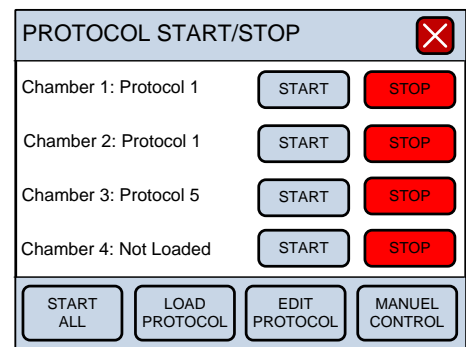 PROTOCOL START/STOP
Chamber 1: Protocol 1 START STOP
Chamber 2: Protocol 1 START STOP
Chamber 3: Protocol 5 START STOP
Chamber 4: Not Loaded START STOP
START ALL
LOAD PROTOCOL
EDIT PROTOCOL
MANUEL CONTROL